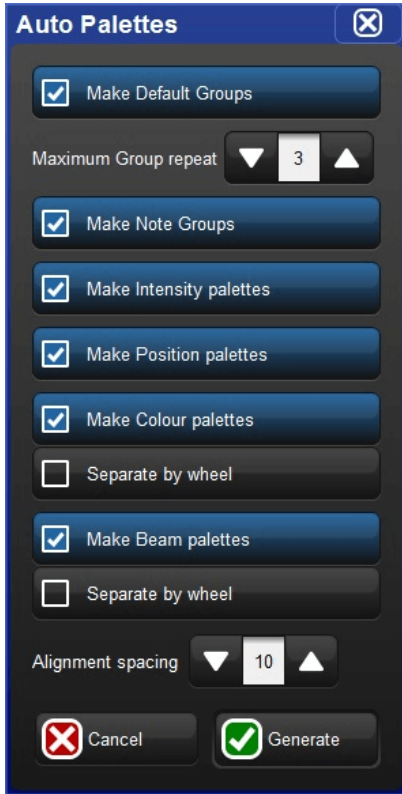 Auto Palettes
Make Default Groups
Maximum Group repeat 3
Make Note Groups
Make Intensity palettes
Make Position palettes
Make Colour palettes
Separate by wheel
Make Beam palettes
Separate by wheel
Alignment spacing 10
Cancel Generate